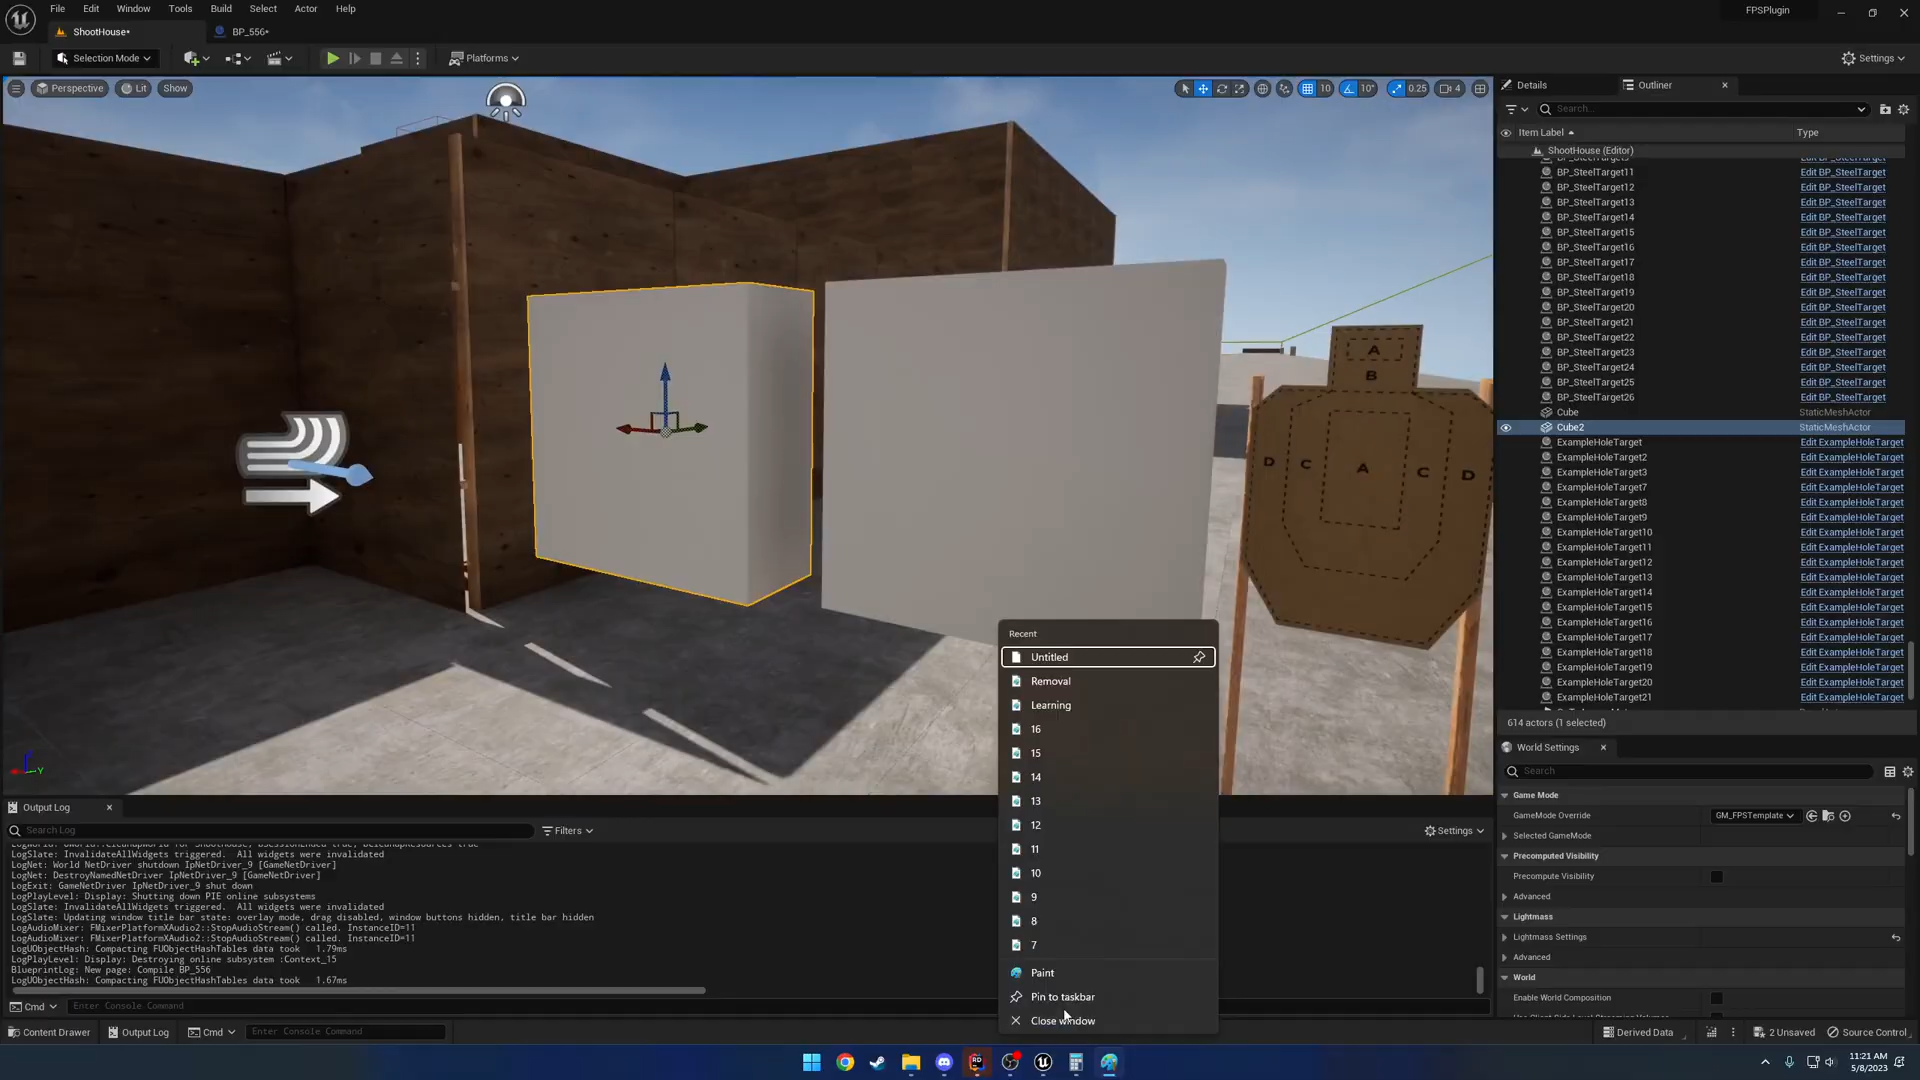 File Edit Window Tools Build Select Actor Help
FPSPlugin
ShootHouse*
BP_556*
Selection Mode
Platforms
Settings
Perspective
Lit
Show
10
10°
0.25
4
Details
Outliner
Search...
Item Label
Type
ShootHouse (Editor)
BP_SteelTarget11 Edit BP_SteelTarget
BP_SteelTarget12 Edit BP_SteelTarget
BP_SteelTarget13 Edit BP_SteelTarget
BP_SteelTarget14 Edit BP_SteelTarget
BP_SteelTarget15 Edit BP_SteelTarget
BP_SteelTarget16 Edit BP_SteelTarget
BP_SteelTarget17 Edit BP_SteelTarget
BP_SteelTarget18 Edit BP_SteelTarget
BP_SteelTarget19 Edit BP_SteelTarget
BP_SteelTarget20 Edit BP_SteelTarget
BP_SteelTarget21 Edit BP_SteelTarget
BP_SteelTarget22 Edit BP_SteelTarget
BP_SteelTarget23 Edit BP_SteelTarget
BP_SteelTarget24 Edit BP_SteelTarget
BP_SteelTarget25 Edit BP_SteelTarget
BP_SteelTarget26 Edit BP_SteelTarget
Cube StaticMeshActor
Cube2 StaticMeshActor
ExampleHoleTarget Edit ExampleHoleTarget
ExampleHoleTarget2 Edit ExampleHoleTarget
ExampleHoleTarget3 Edit ExampleHoleTarget
ExampleHoleTarget7 Edit ExampleHoleTarget
ExampleHoleTarget8 Edit ExampleHoleTarget
ExampleHoleTarget9 Edit ExampleHoleTarget
ExampleHoleTarget10 Edit ExampleHoleTarget
ExampleHoleTarget11 Edit ExampleHoleTarget
ExampleHoleTarget12 Edit ExampleHoleTarget
ExampleHoleTarget13 Edit ExampleHoleTarget
ExampleHoleTarget14 Edit ExampleHoleTarget
ExampleHoleTarget15 Edit ExampleHoleTarget
ExampleHoleTarget16 Edit ExampleHoleTarget
ExampleHoleTarget17 Edit ExampleHoleTarget
ExampleHoleTarget18 Edit ExampleHoleTarget
ExampleHoleTarget19 Edit ExampleHoleTarget
ExampleHoleTarget20 Edit ExampleHoleTarget
ExampleHoleTarget21 Edit ExampleHoleTarget
614 actors (1 selected)
A
B
D C A C D
Z
Y
Recent
Untitled
Removal
Learning
16
15
14
13
12
11
10
9
8
7
Paint
Pin to taskbar
Close window
World Settings
Search
Game Mode
GameMode Override GM_FPSTemplate
Selected GameMode
Precomputed Visibility
Precompute Visibility
Advanced
Lightmass
Lightmass Settings
Advanced
World
Enable World Composition
Output Log
Search Log
Filters
Settings
LogSlate: InvalidateAllWidgets triggered. All widgets were invalidated
LogNet: World NetDriver shutdown IpNetDriver_9 [GameNetDriver]
LogNet: DestroyNamedNetDriver IpNetDriver_9 [GameNetDriver]
LogExit: GameNetDriver IpNetDriver_9 shut down
LogPlayLevel: Display: Shutting down PIE online subsystems
LogSlate: InvalidateAllWidgets triggered. All widgets were invalidated
LogSlate: Updating window title bar state: overlay mode, drag disabled, window buttons hidden, title bar hidden
LogAudioMixer: FMixerPlatformXAudio2::StopAudioStream() called. InstanceID=11
LogAudioMixer: FMixerPlatformXAudio2::StopAudioStream() called. InstanceID=11
LogUObjectHash: Compacting FUObjectHashTables data took 1.79ms
LogPlayLevel: Display: Destroying online subsystem :Context_15
BlueprintLog: New page: Compile BP_556
LogUObjectHash: Compacting FUObjectHashTables data took 1.67ms
Cmd Enter Console Command
Content Drawer
Output Log
Cmd Enter Console Command
Derived Data
2 Unsaved
Source Control
11:21 AM
5/8/2023